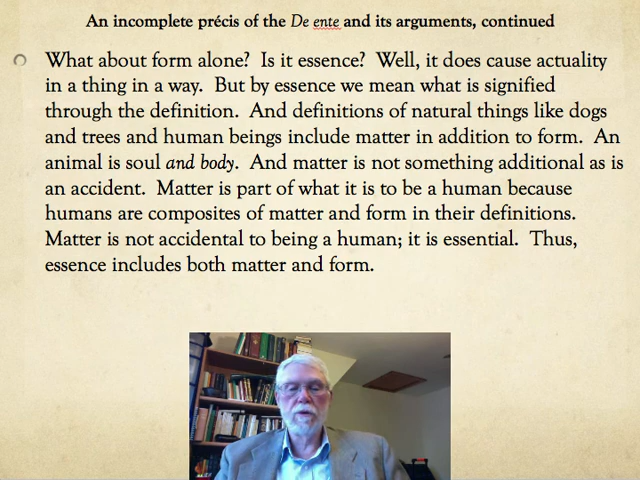 An incomplete précis of the De ente and its arguments, continued
What about form alone?  Is it essence?  Well, it does cause actuality
in a thing in a way.  But by essence we mean what is signified
through the definition.  And definitions of natural things like dogs
and trees and human beings include matter in addition to form.  An
animal is soul and body.  And matter is not something additional as is
an accident.  Matter is part of what it is to be a human because
humans are composites of matter and form in their definitions.
Matter is not accidental to being a human; it is essential.  Thus,
essence includes both matter and form.